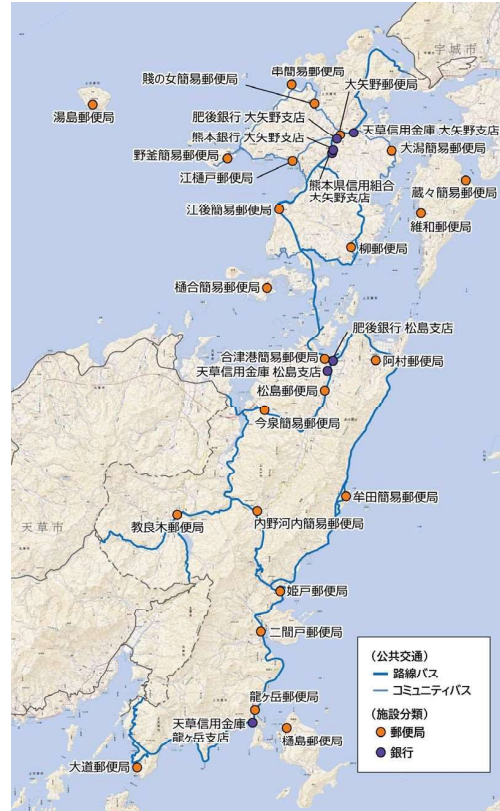 宇城市
串間簡易郵便局
賤の女簡易郵便局
大矢野郵便局
湯島郵便局
肥後銀行 大矢野支店
天草信用金庫 大矢野支店
熊本銀行 大矢野支店
大潟簡易郵便局
野釜簡易郵便局
江樋戸郵便局
蔵々簡易郵便局
熊本県信用組合
大矢野支店
維和郵便局
江後簡易郵便局
柳郵便局
樋合簡易郵便局
肥後銀行 松島支店
合津港簡易郵便局
阿村郵便局
天草信用金庫 松島支店
松島郵便局
今泉簡易郵便局
牟田簡易郵便局
天草市
教良木郵便局
内野河内簡易郵便局
姫戸郵便局
二間戸郵便局
龍ヶ岳郵便局
天草信用金庫
龍ヶ岳支店
樋島郵便局
大道郵便局
(公共交通)
路線バス
コミュニティバス
(施設分類)
郵便局
銀行